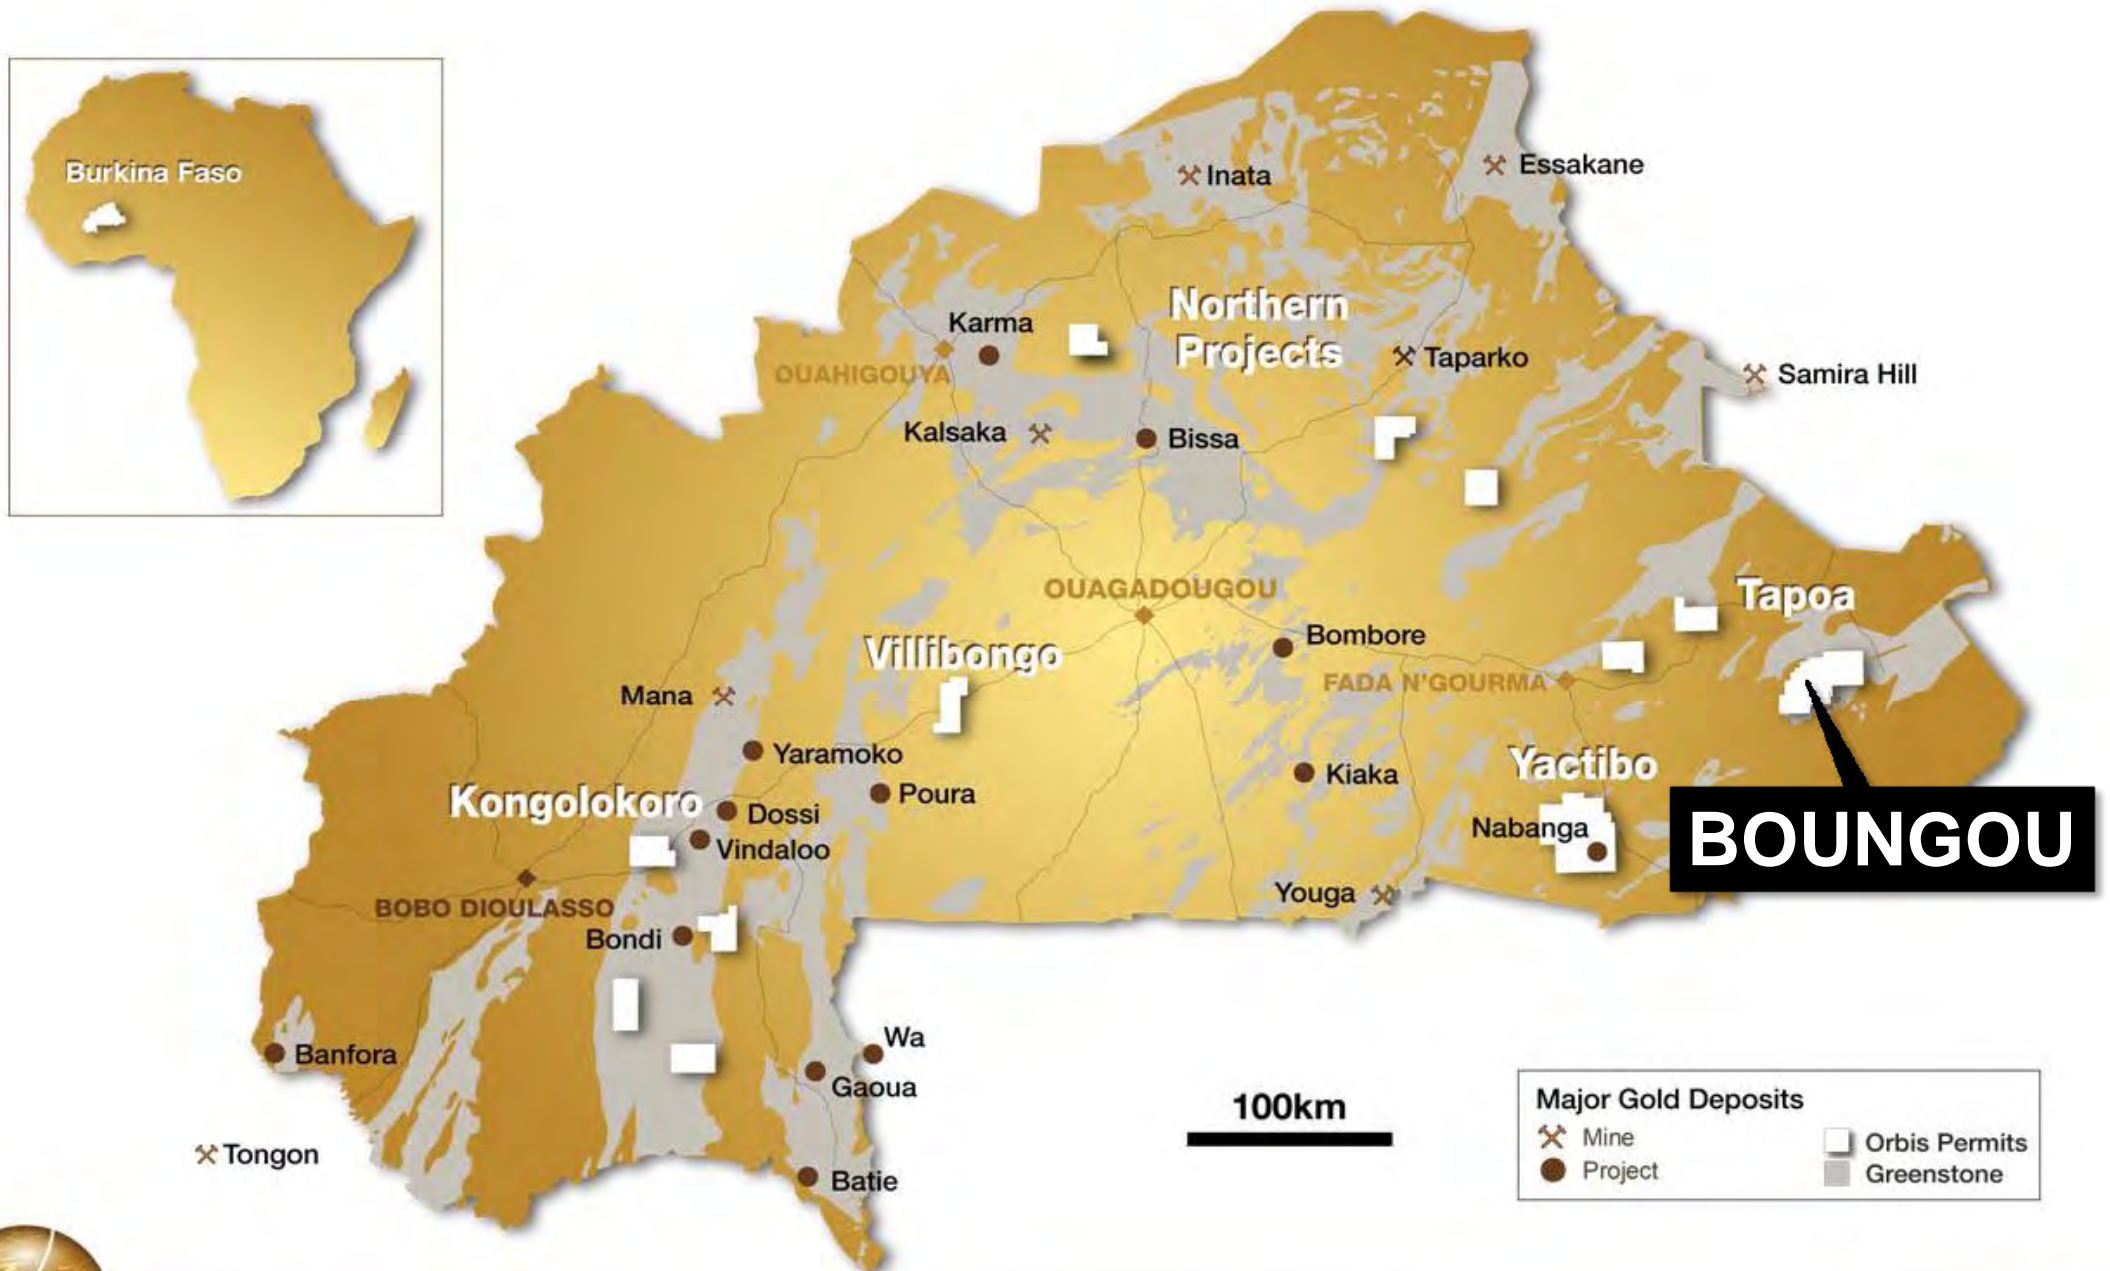 Burkina Faso
Inata
Essakane
Northern
Projects
Karma
OUAHIGOUYA
Taparko
Samira Hill
Kalsaka
Bissa
OUAGADOUGOU
Tapoa
Bombore
Villibongo
FADA N'GOURMA
Mana
Yaramoko
Yactibo
Kiaka
Poura
Kongolokoro
Dossi
Nabanga
BOUNGOU
Vindaloo
Youga
BOBO DIOULASSO
Bondi
Wa
Banfora
Gaoua
100km
Tongon
Batie
Major Gold Deposits
Mine
Project
Orbis Permits
Greenstone